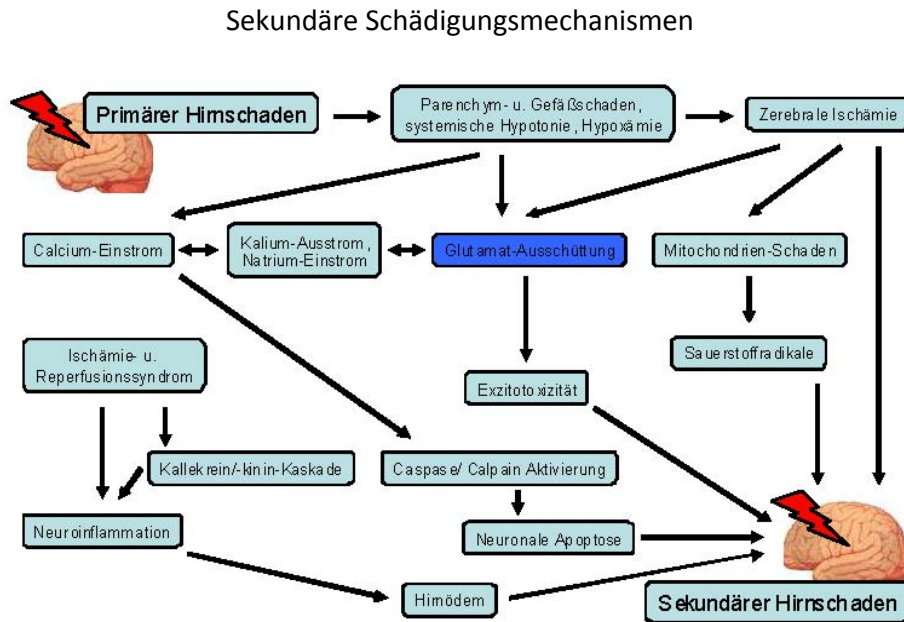 Sekundäre Schädigungsmechanismen
Primärer Hirnschaden
Parenchym- u. Gefäßschaden,
systemische Hypotonie, Hypoxämie
Zerebrale Ischämie
Calcium-Einstrom
Kalium-Ausstrom,
Natrium-Einstrom
Glutamat-Ausschüttung
Mitochondrien-Schaden
Ischämie- u.
Reperfusionssyndrom
Sauerstoffradikale
Exzitotoxizität
Kallekrein/-kinin-Kaskade
Caspase/ Calpain Aktivierung
Neuroinflammation
Neuronale Apoptose
Hirnödem
Sekundärer Hirnschaden